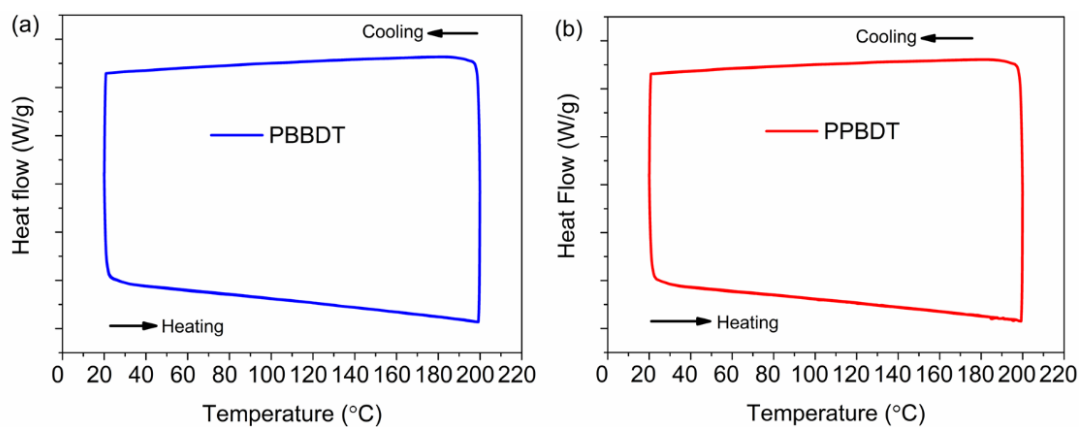 (a)
Cooling
PBBDT
Heat flow (W/g)
Heating
0 20 40 60 80 100 120 140 160 180 200 220
Temperature (°C)
(b)
Cooling
PPBDT
Heat Flow (W/g)
Heating
0 20 40 60 80 100 120 140 160 180 200 220
Temperature (°C)